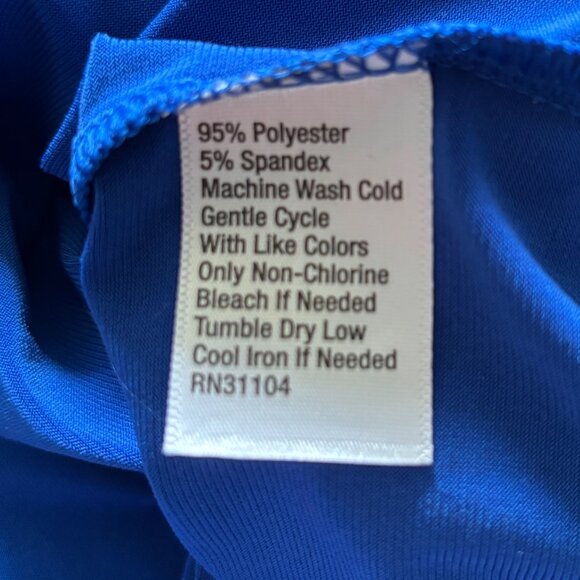 95% Polyester
5% Spandex
Machine Wash Cold
Gentle Cycle
With Like Colors
Only Non-Chlorine
Bleach If Needed
Tumble Dry Low
Cool Iron If Needed
RN31104